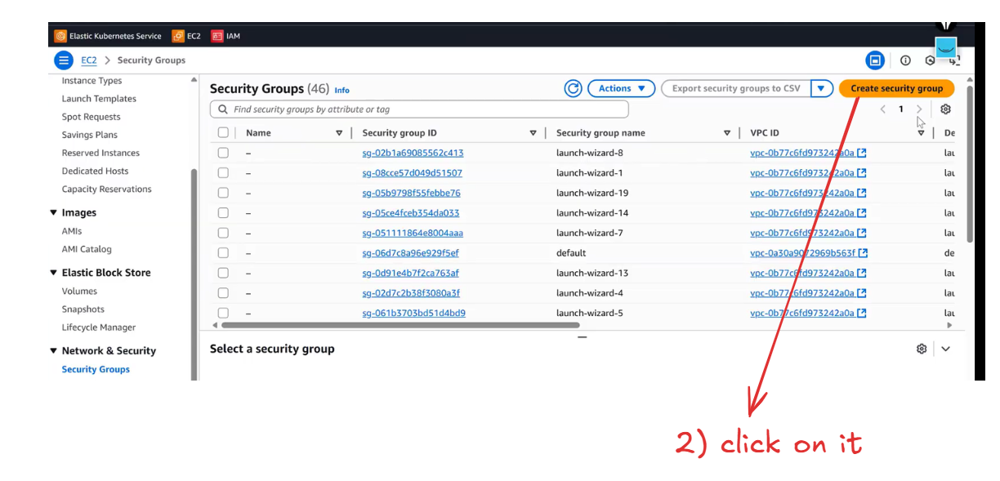 Elastic Kubernetes Service EC2 IAM
EC2 > Security Groups
Instance Types
Launch Templates
Spot Requests
Savings Plans
Reserved Instances
Dedicated Hosts
Capacity Reservations
Images
AMIs
AMI Catalog
Elastic Block Store
Volumes
Snapshots
Lifecycle Manager
Network & Security
Security Groups
Security Groups (46) Info
Actions
Export security groups to CSV
Create security group
Find security groups by attribute or tag
1
Name Security group ID Security group name VPC ID De
– sg-02b1a69085562c413 launch-wizard-8 vpc-0b77c6fd973242a0a lau
– sg-08cce57d049d51507 launch-wizard-1 vpc-0b77c6fd973242a0a lau
– sg-05b9798f55febbe76 launch-wizard-19 vpc-0b77c6fd973242a0a lau
– sg-05ce4fceb354da033 launch-wizard-14 vpc-0b77c6fd973242a0a lau
– sg-051111864e8004aaa launch-wizard-7 vpc-0b77c6fd973242a0a lau
– sg-06d7c8a96e929f5ef default vpc-0a30a9072969b563f de
– sg-0d91e4b7f2ca763af launch-wizard-13 vpc-0b77c6fd973242a0a lau
– sg-02d7c2b38f3080a3f launch-wizard-4 vpc-0b77c6fd973242a0a lau
– sg-061b3703bd51d4bd9 launch-wizard-5 vpc-0b77c6fd973242a0a lau
Select a security group
2) click on it